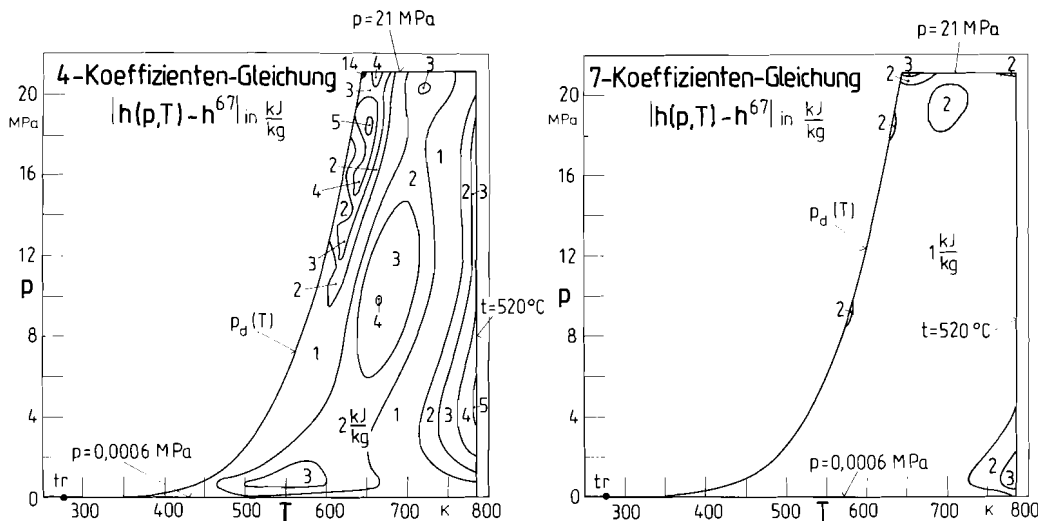 p = 21 MPa
4-Koeffizienten-Gleichung
|h(p,T) - h⁶⁷| in kJ/kg
14
4
3
3
5
2
4
2
3
2
1
2
1
2
3
3
4
p_d (T)
1
t = 520 °C
2 kJ/kg
1
2
3
4
5
3
p = 0,0006 MPa
tr
20
MPa
16
12
p
8
4
0
300
400
500
T
600
700
K
800
p = 21 MPa
7-Koeffizienten-Gleichung
|h(p,T) - h⁶⁷| in kJ/kg
2
3
2
2
2
p_d (T)
1 kJ/kg
2
t = 520 °C
p = 0,0006 MPa
2
3
tr
20
MPa
16
12
p
8
4
0
300
400
500
T
600
700
K
800